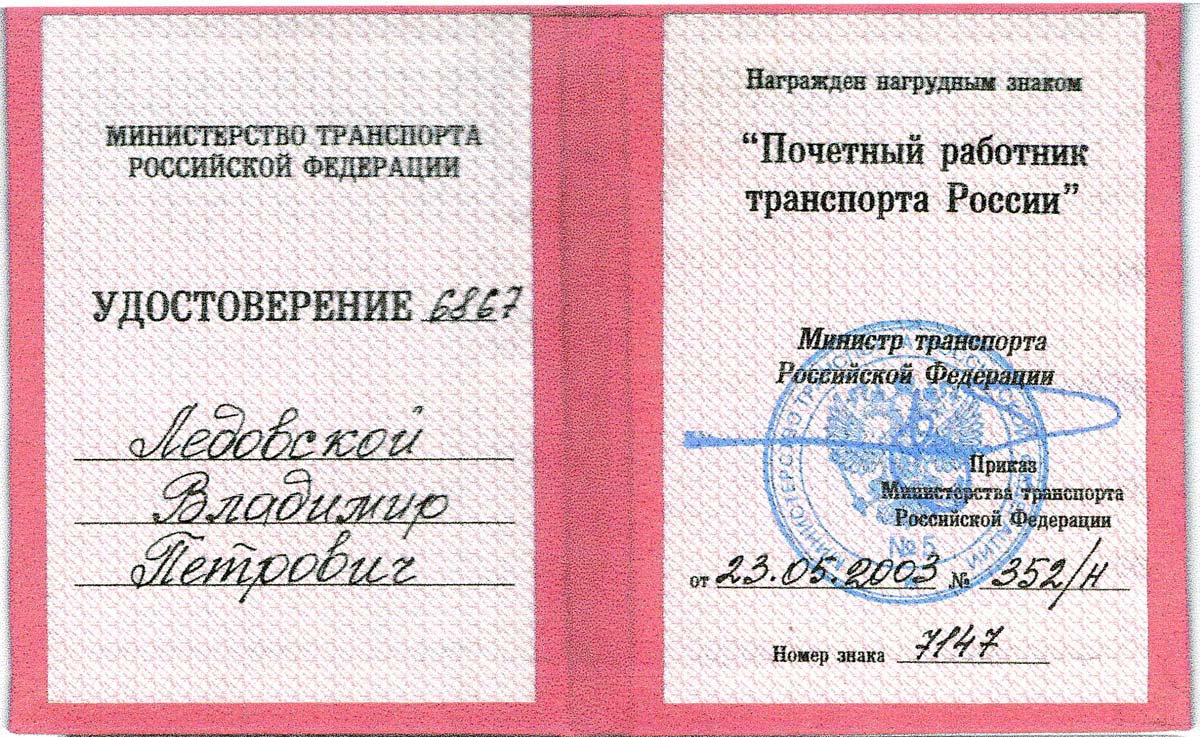 МИНИСТЕРСТВО ТРАНСПОРТА
РОССИЙСКОЙ ФЕДЕРАЦИИ
УДОСТОВЕРЕНИЕ 6867
Ледовской
Владимир
Петрович
Награжден нагрудным знаком
“Почетный работник
транспорта России”
Министр транспорта
Российской Федерации
Приказ
Министерства транспорта
Российской Федерации
№5
от 23.05.2003 № 352/н
Номер знака 7147